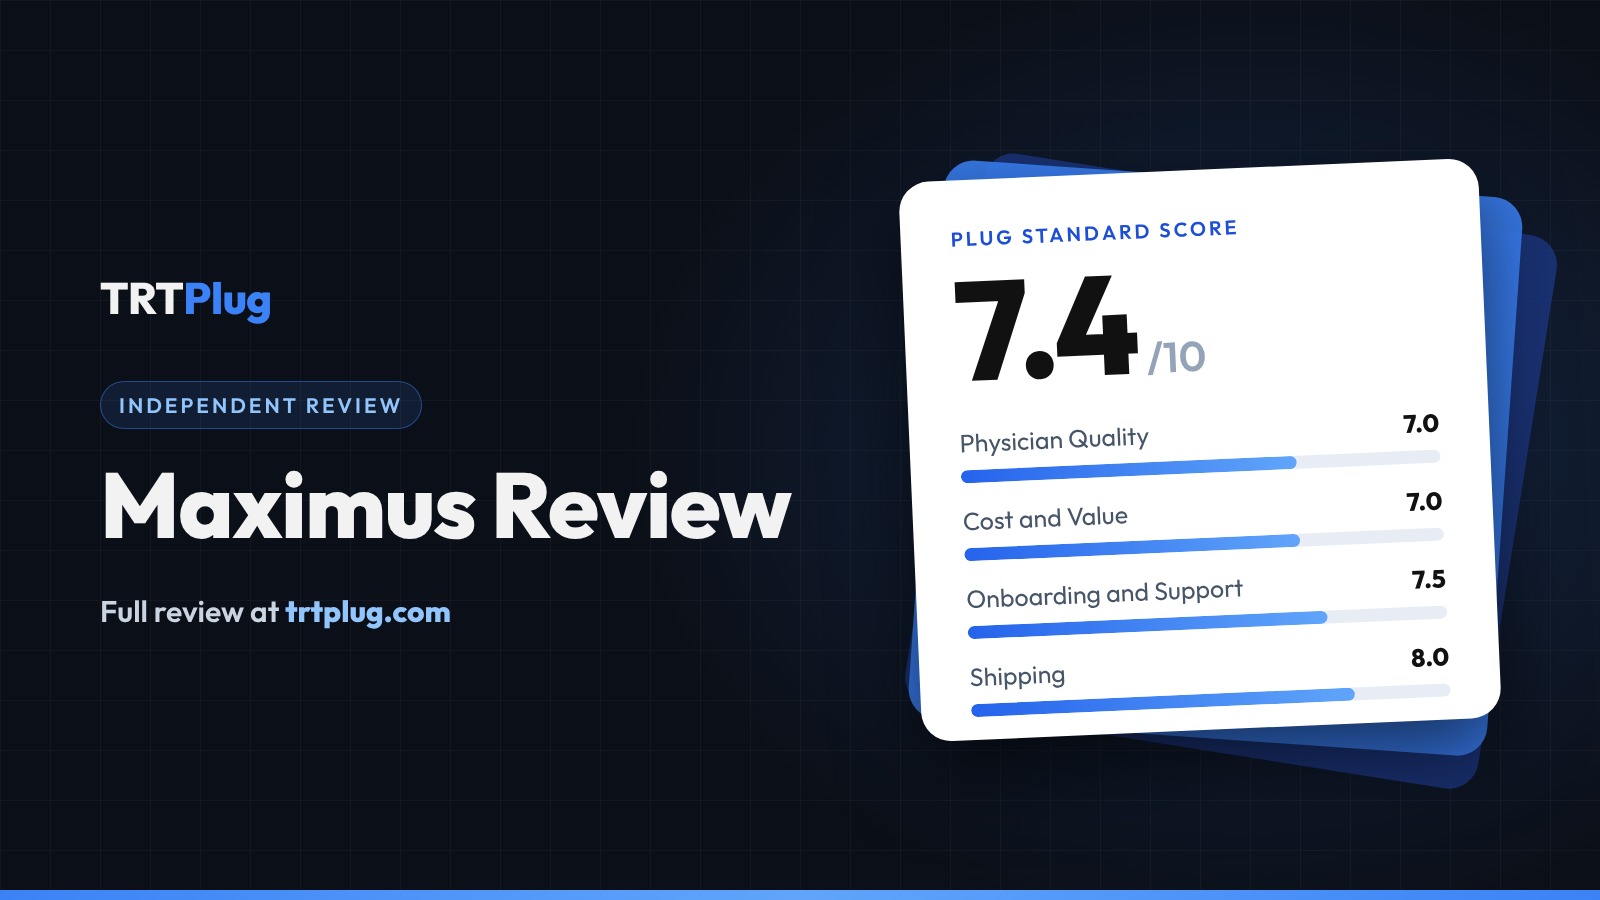 TRTPlug
INDEPENDENT REVIEW
Maximus Review
Full review at trtplug.com
PLUG STANDARD SCORE
7.4 /10
Physician Quality 7.0
Cost and Value 7.0
Onboarding and Support 7.5
Shipping 8.0